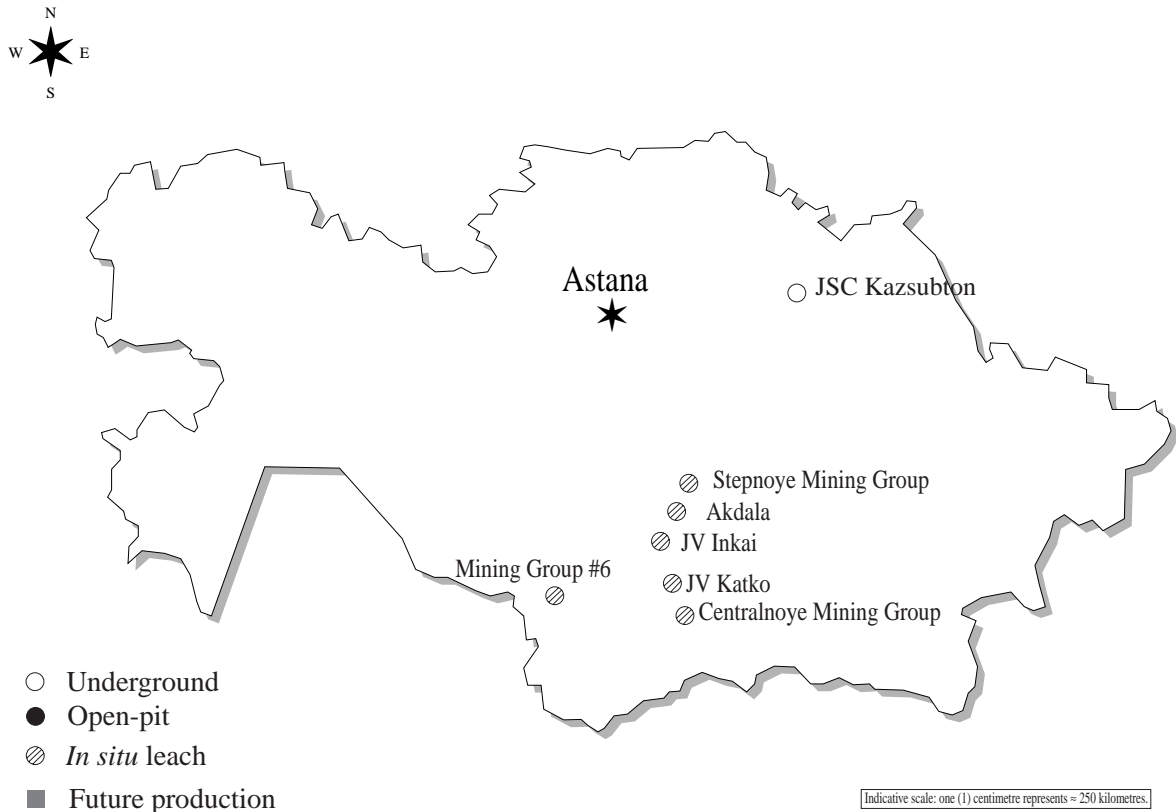 N
W E
S
Astana
JSC Kazsubton
Stepnoye Mining Group
Akdala
JV Inkai
Mining Group #6
JV Katko
Centralnoye Mining Group
Underground
Open-pit
In situ leach
Future production
Indicative scale: one (1) centimetre represents ≈ 250 kilometres.